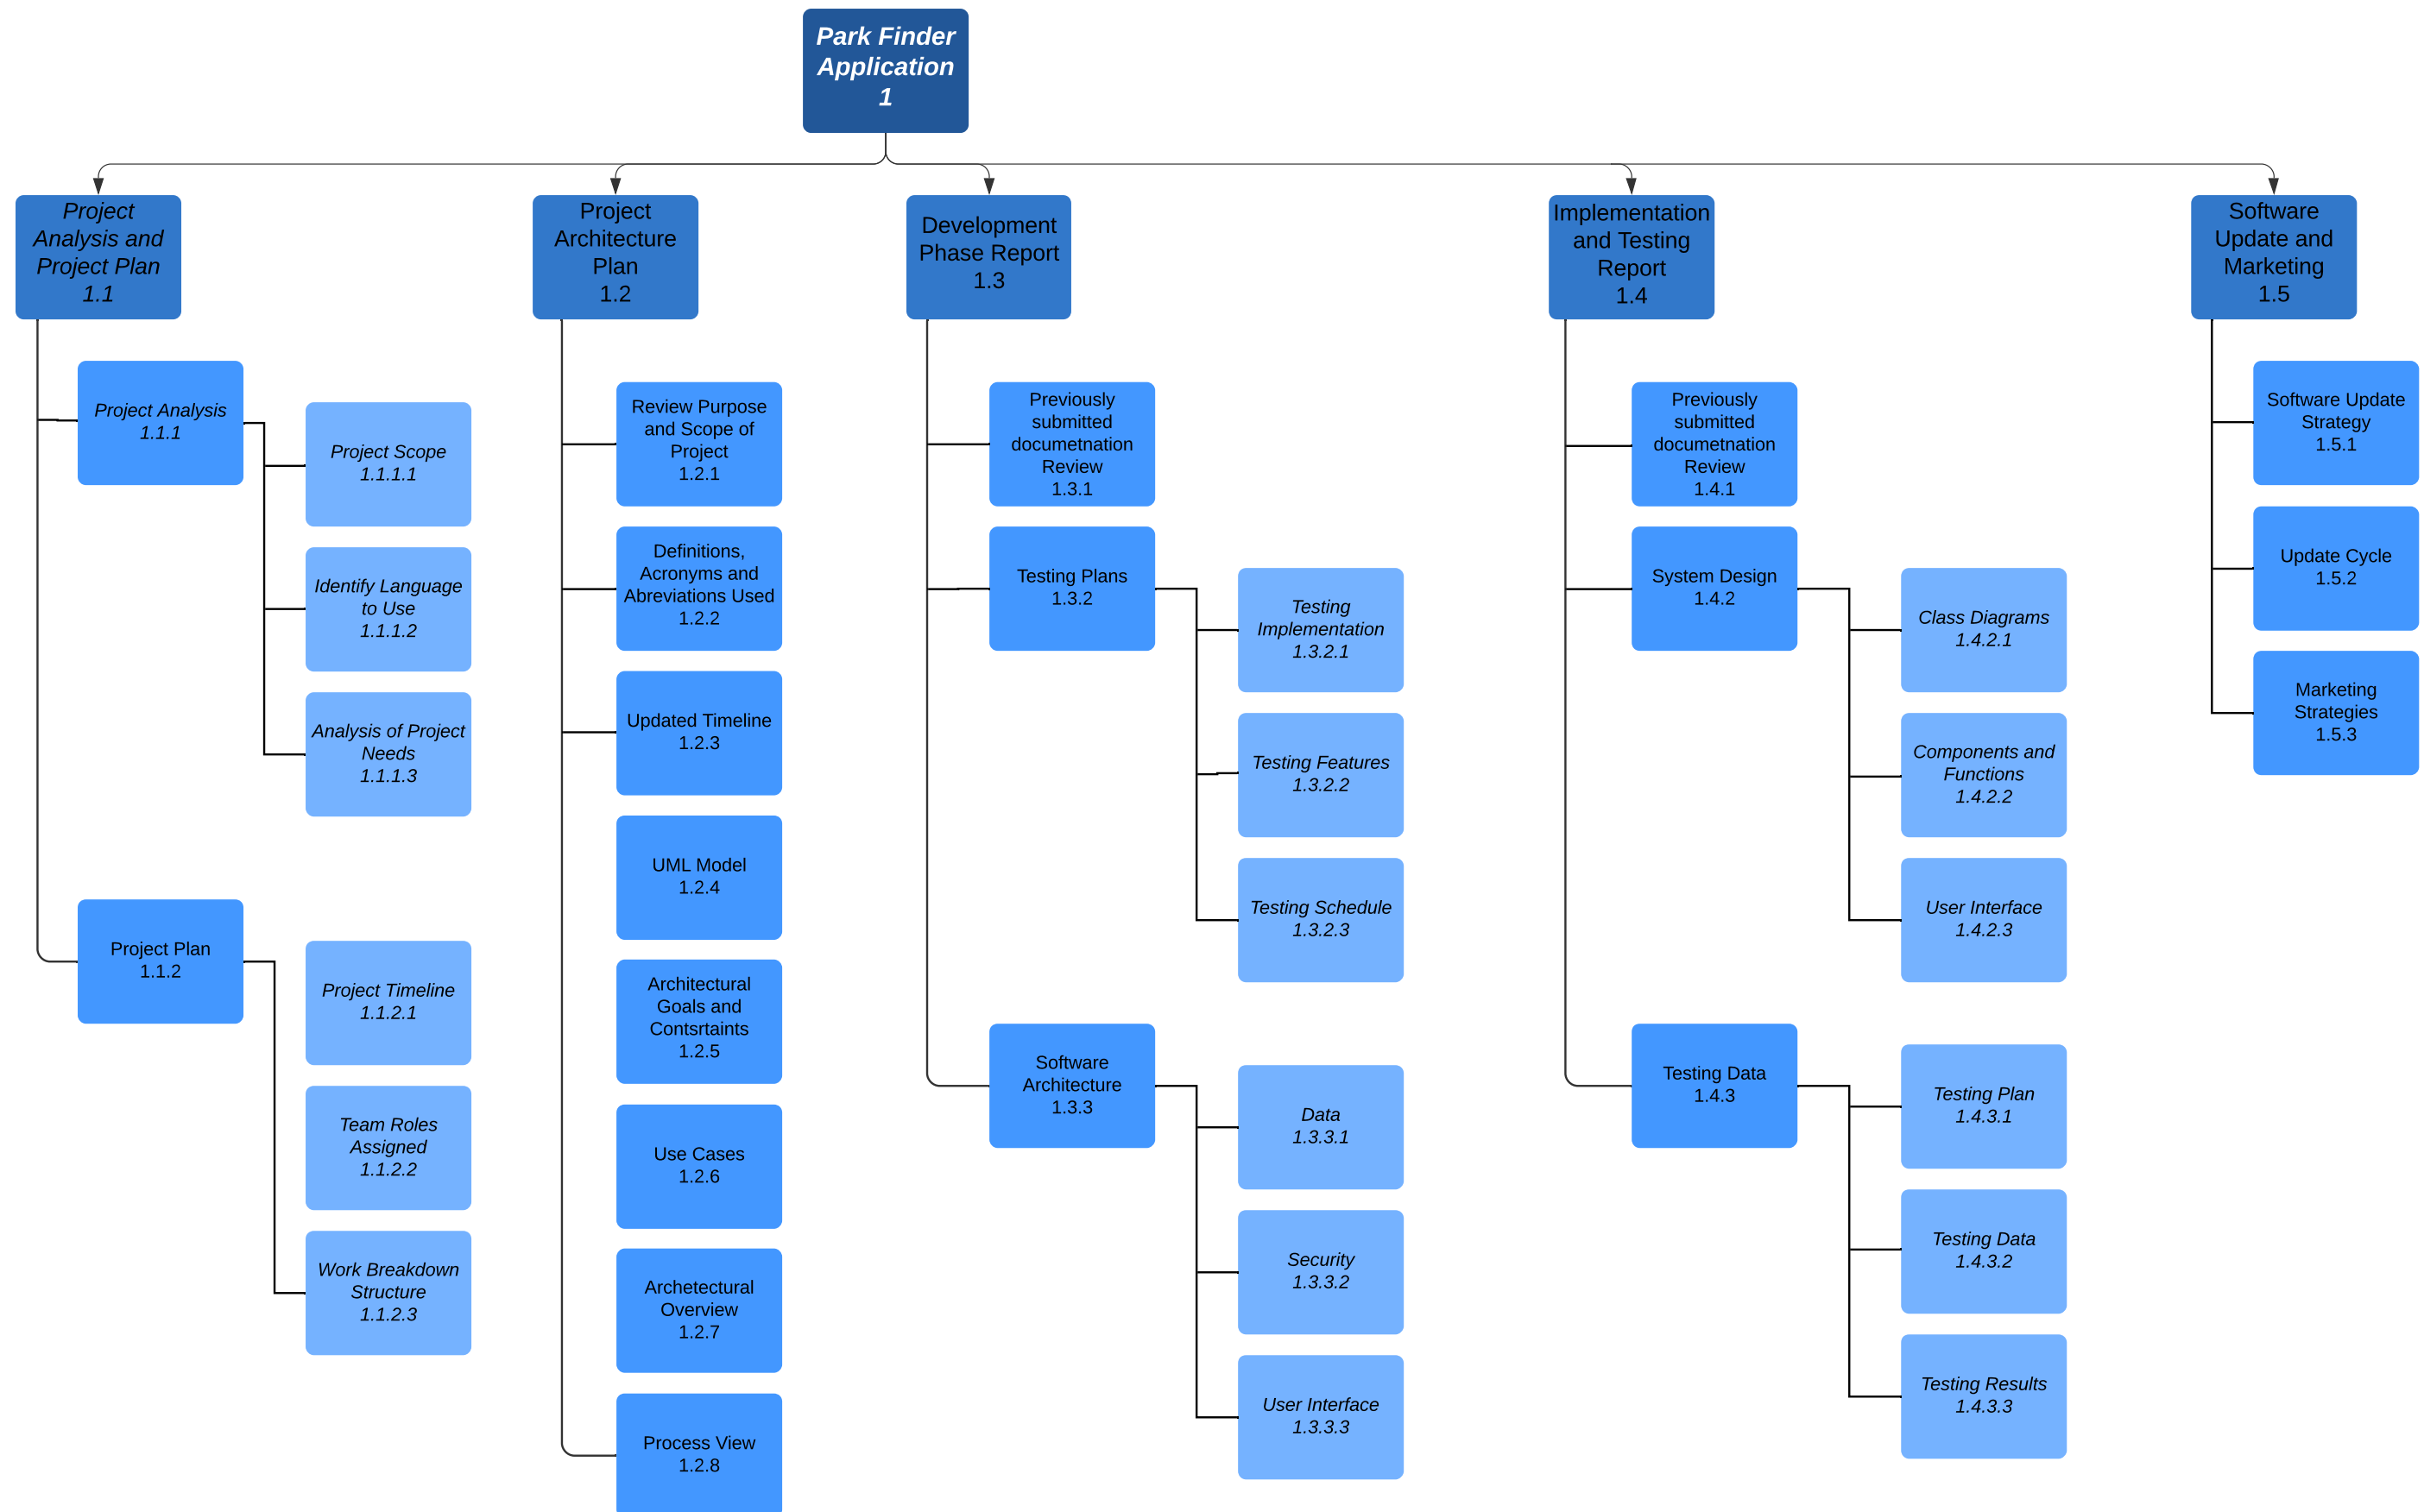 Park Finder
Application
1
Project
Analysis and
Project Plan
1.1
Project Analysis
1.1.1
Project Scope
1.1.1.1
Identify Language
to Use
1.1.1.2
Analysis of Project
Needs
1.1.1.3
Project Plan
1.1.2
Project Timeline
1.1.2.1
Team Roles
Assigned
1.1.2.2
Work Breakdown
Structure
1.1.2.3
Project
Architecture
Plan
1.2
Review Purpose
and Scope of
Project
1.2.1
Definitions,
Acronyms and
Abreviations Used
1.2.2
Updated Timeline
1.2.3
UML Model
1.2.4
Architectural
Goals and
Contsrtaints
1.2.5
Use Cases
1.2.6
Archetectural
Overview
1.2.7
Process View
1.2.8
Development
Phase Report
1.3
Previously
submitted
documetnation
Review
1.3.1
Testing Plans
1.3.2
Testing
Implementation
1.3.2.1
Testing Features
1.3.2.2
Testing Schedule
1.3.2.3
Software
Architecture
1.3.3
Data
1.3.3.1
Security
1.3.3.2
User Interface
1.3.3.3
Implementation
and Testing
Report
1.4
Previously
submitted
documetnation
Review
1.4.1
System Design
1.4.2
Class Diagrams
1.4.2.1
Components and
Functions
1.4.2.2
User Interface
1.4.2.3
Testing Data
1.4.3
Testing Plan
1.4.3.1
Testing Data
1.4.3.2
Testing Results
1.4.3.3
Software
Update and
Marketing
1.5
Software Update
Strategy
1.5.1
Update Cycle
1.5.2
Marketing
Strategies
1.5.3